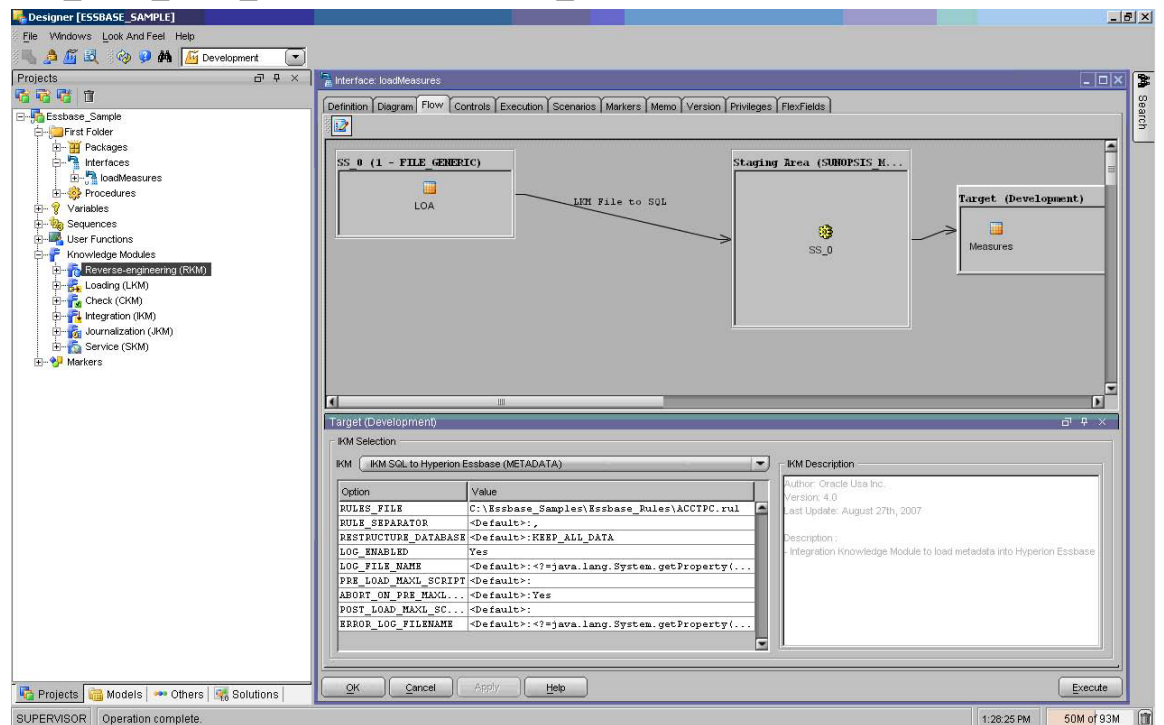 Designer [ESSBASE_SAMPLE]
File Windows Look And Feel Help
Development
Projects
Essbase_Sample
First Folder
Packages
Interfaces
loadMeasures
Procedures
Variables
Sequences
User Functions
Knowledge Modules
Reverse-engineering (RKM)
Loading (LKM)
Check (CKM)
Integration (IKM)
Journalization (JKM)
Service (SKM)
Markers
Projects Models Others Solutions
Interface: loadMeasures
Definition Diagram Flow Controls Execution Scenarios Markers Memo Version Privileges FlexFields
SS_0 (1 - FILE_GENERIC)
LOA
LKM File to SQL
Staging Area (SUNOPSIS_M...
SS_0
Target (Development)
Measures
Target (Development)
IKM Selection
IKM IKM SQL to Hyperion Essbase (METADATA)
Option Value
RULES_FILE C:\Essbase_Samples\Essbase_Rules\ACCTPC.rul
RULE_SEPARATOR <Default>:,
RESTRUCTURE_DATABASE <Default>:KEEP_ALL_DATA
LOG_ENABLED Yes
LOG_FILE_NAME <Default>:<?=java.lang.System.getProperty(...
PRE_LOAD_MAXL_SCRIPT <Default>:
ABORT_ON_PRE_MAXL... <Default>:Yes
POST_LOAD_MAXL_SC... <Default>:
ERROR_LOG_FILENAME <Default>:<?=java.lang.System.getProperty(...
IKM Description
Author: Oracle Usa Inc.
Version: 4.0
Last Update: August 27th, 2007
Description :
- Integration Knowledge Module to load metadata into Hyperion Essbase
OK Cancel Apply Help Execute
Search
SUPERVISOR Operation complete. 1:28:25 PM 50M of 93M